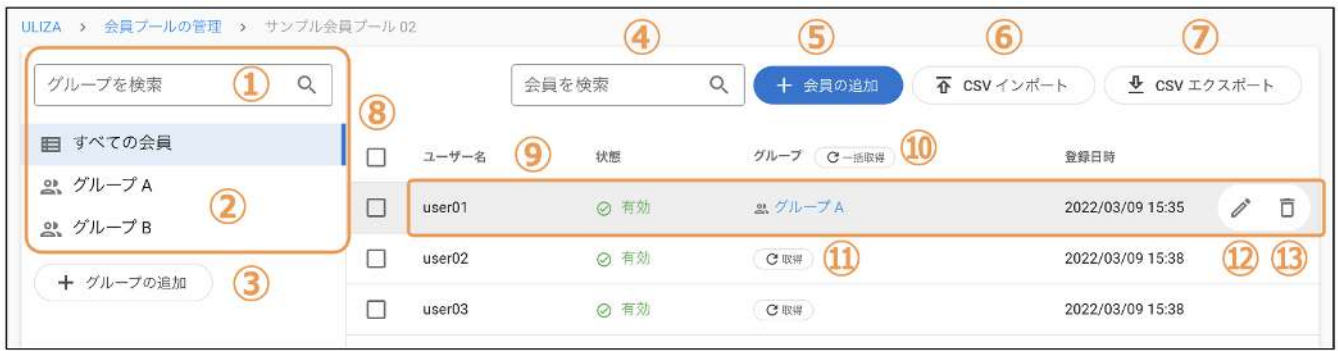 ULIZA > 会員プールの管理 > サンプル会員プール 02
④ ⑤ ⑥ ⑦
グループを検索 ①
会員を検索
+ 会員の追加
CSV インポート
CSV エクスポート
すべての会員
グループ A
グループ B
②
+ グループの追加 ③
⑧
ユーザー名 ⑨ 状態 グループ 一括取得 ⑩ 登録日時
user01 有効 グループ A 2022/03/09 15:35
user02 有効 取得 ⑪ 2022/03/09 15:38 ⑫ ⑬
user03 有効 取得 2022/03/09 15:38